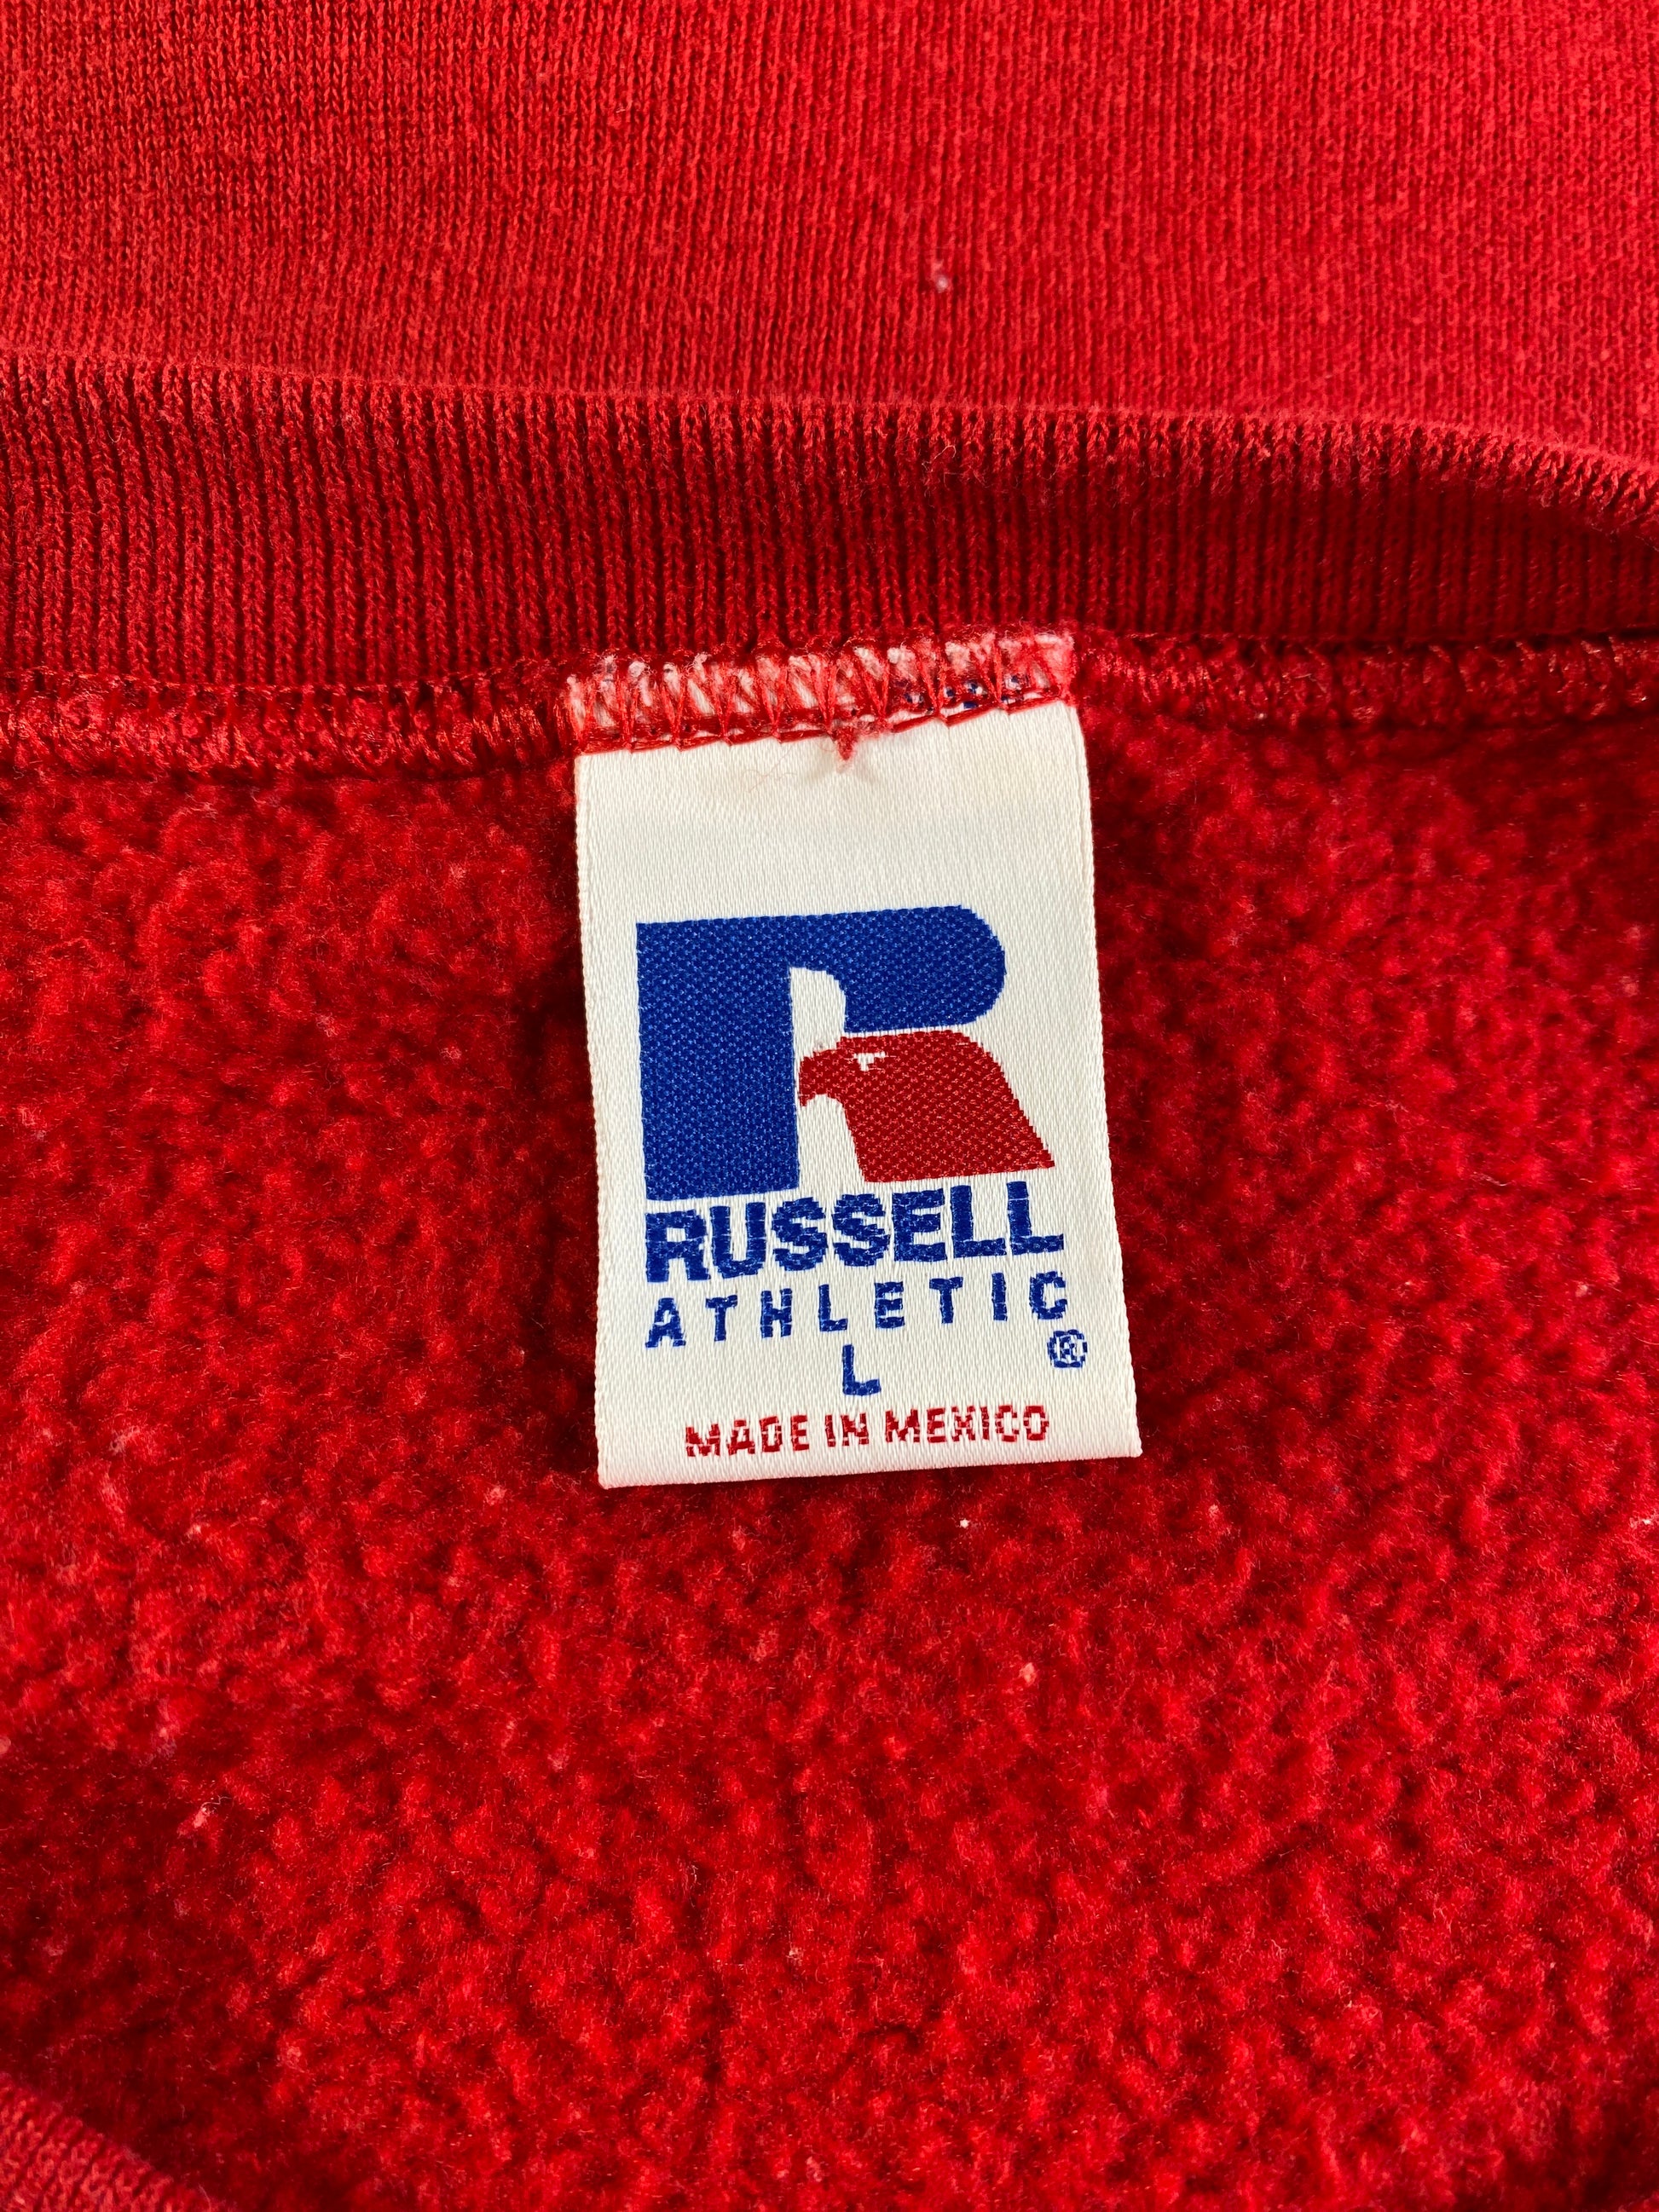 R
RUSSELL
ATHLETIC
®
L
MADE IN MEXICO